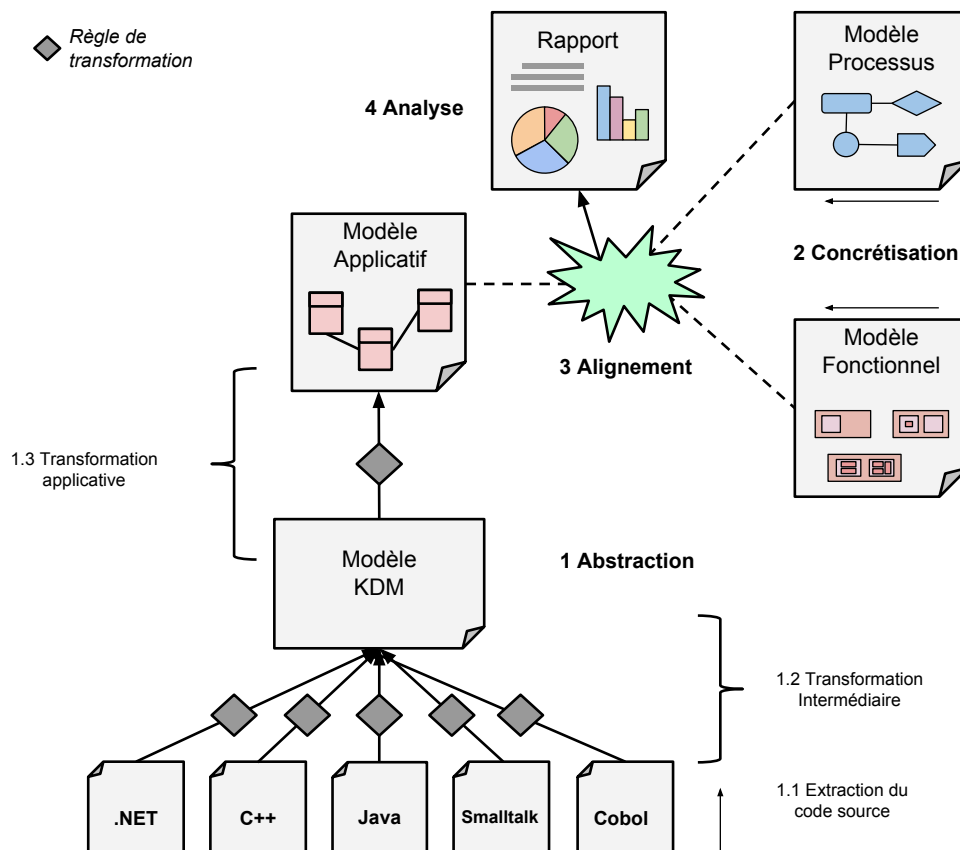 Règle de
transformation
Rapport
Modèle
Processus
4 Analyse
Modèle
Applicatif
2 Concrétisation
3 Alignement
Modèle
Fonctionnel
1.3 Transformation
applicative
Modèle
KDM
1 Abstraction
1.2 Transformation
Intermédiaire
1.1 Extraction du
code source
.NET
C++
Java
Smalltalk
Cobol